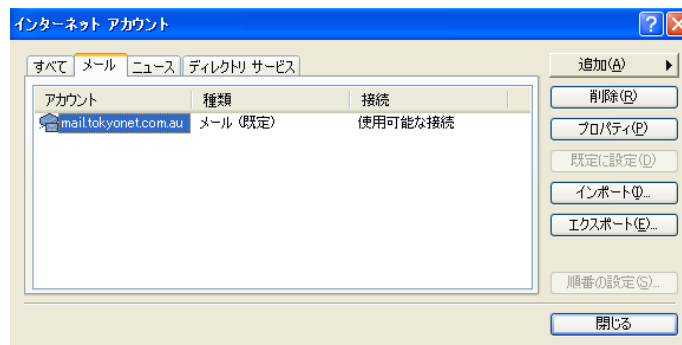 インターネット アカウント
すべて メール ニュース ディレクトリ サービス
アカウント 種類 接続
mail.tokyonet.com.au メール (既定) 使用可能な接続
追加(A)
削除(R)
プロパティ(P)
既定に設定(D)
インポート(I)...
エクスポート(E)...
順番の設定(S)...
閉じる